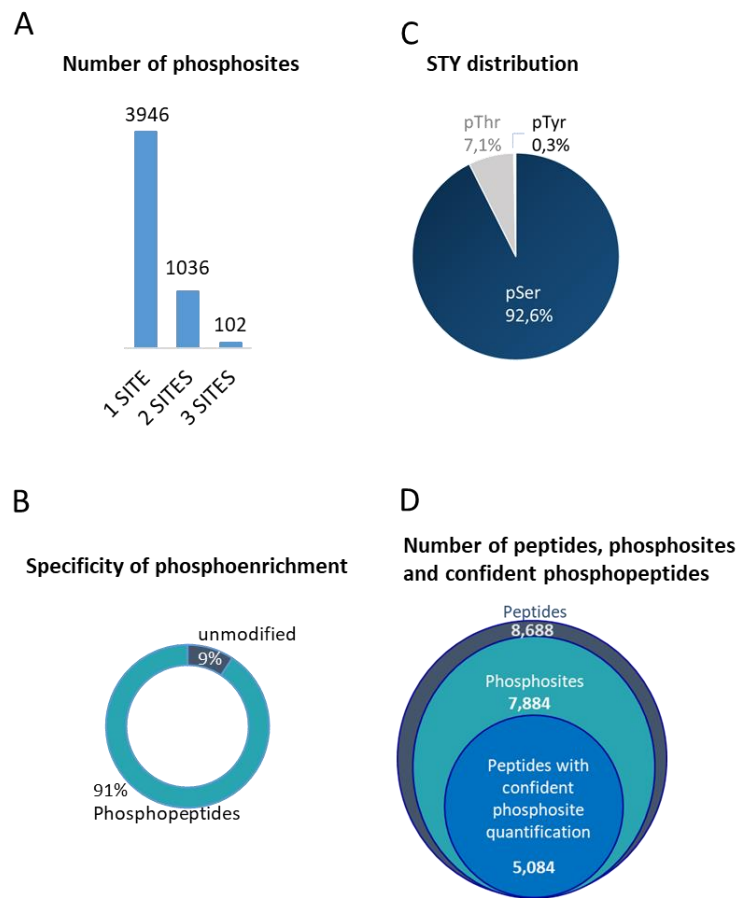 A
Number of phosphosites
3946
1036
102
1 SITE
2 SITES
3 SITES
C
STY distribution
pThr
7,1%
pTyr
0,3%
pSer
92,6%
B
Specificity of phosphoenrichment
unmodified
9%
91%
Phosphopeptides
D
Number of peptides, phosphosites
and confident phosphopeptides
Peptides
8,688
Phosphosites
7,884
Peptides with
confident
phosphosite
quantification
5,084